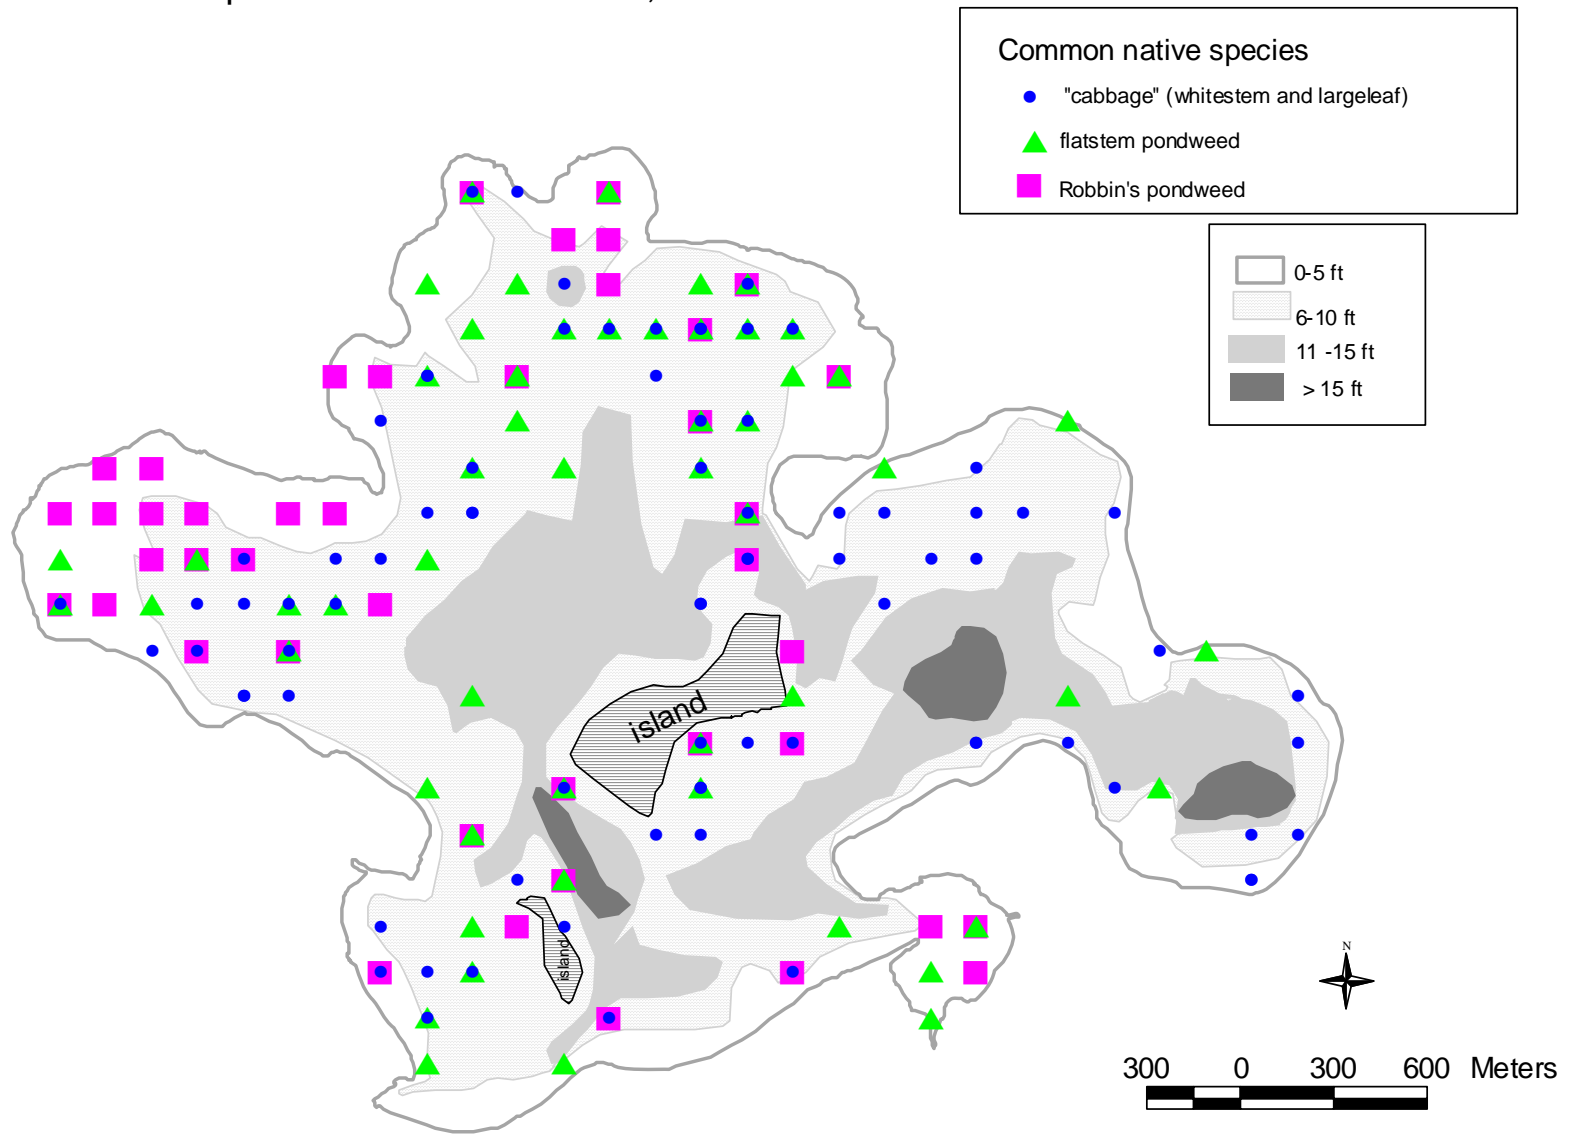 Common native species
"cabbage" (whitestem and largeleaf)
flatstem pondweed
Robbin's pondweed
0-5 ft
6-10 ft
11 -15 ft
> 15 ft
island
island
N
300 0 300 600 Meters